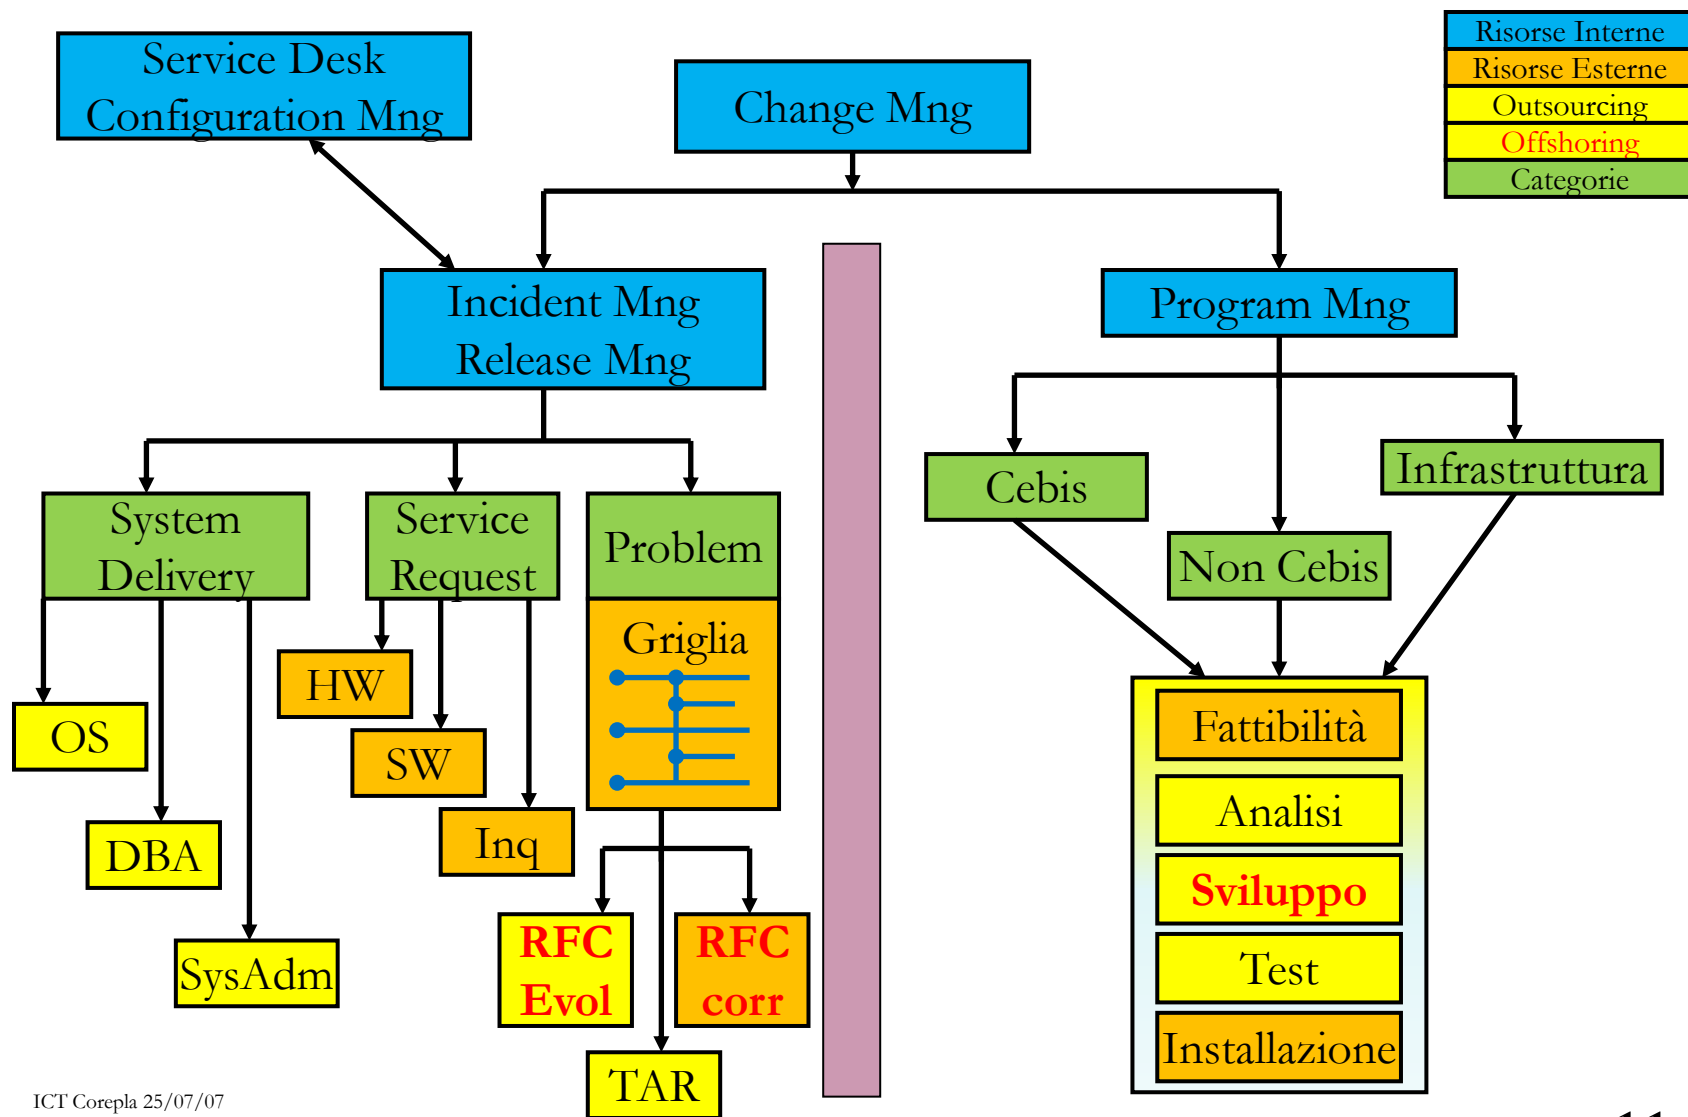 Service Desk
Configuration Mng
Change Mng
Risorse Interne
Risorse Esterne
Outsourcing
Offshoring
Categorie
Incident Mng
Release Mng
Program Mng
System
Delivery
Service
Request
Problem
Cebis
Non Cebis
Infrastruttura
Griglia
HW
SW
Inq
OS
DBA
SysAdm
RFC
Evol
RFC
corr
TAR
Fattibilità
Analisi
Sviluppo
Test
Installazione
ICT Corepla 25/07/07